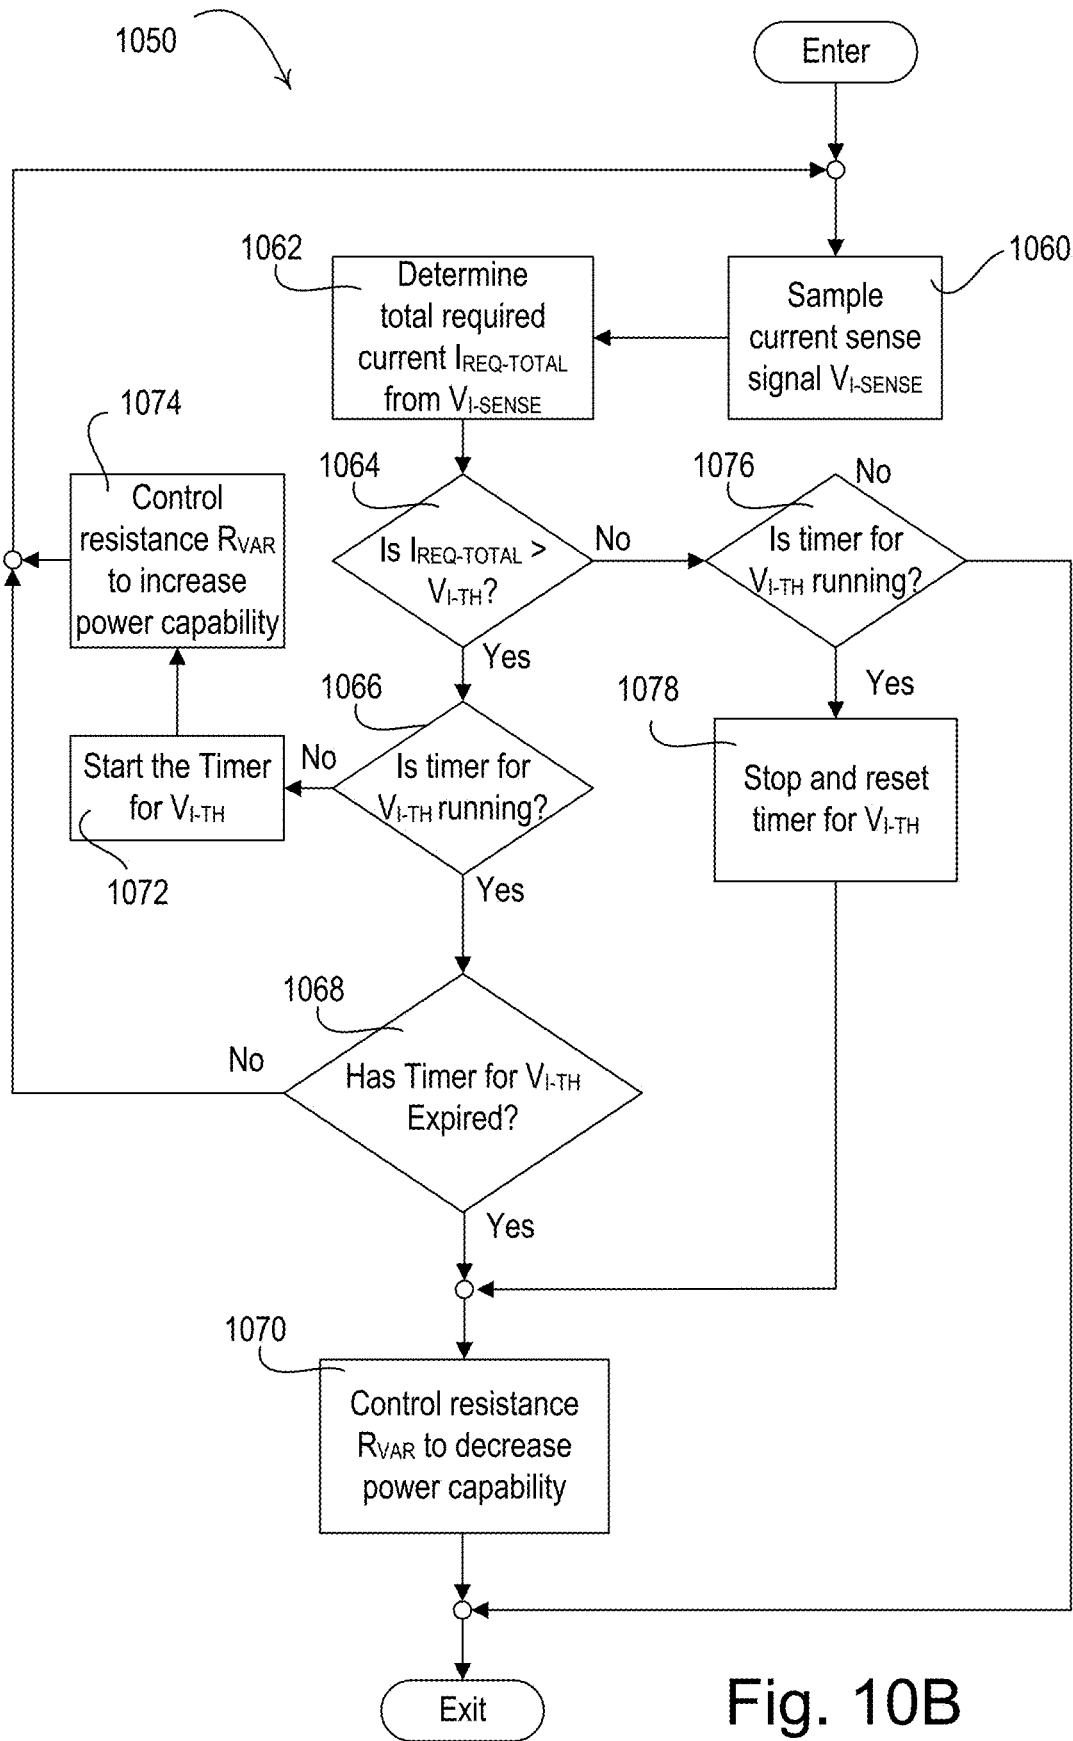 1050
Enter
1060
Sample
current sense
signal VI-SENSE
1062
Determine
total required
current IREQ-TOTAL
from VI-SENSE
1064
Is IREQ-TOTAL >
VI-TH?
No
Yes
1076
No
Is timer for
VI-TH running?
Yes
1078
Stop and reset
timer for VI-TH
1066
Is timer for
VI-TH running?
No
Yes
1072
Start the Timer
for VI-TH
1074
Control
resistance RVAR
to increase
power capability
1068
Has Timer for VI-TH
Expired?
No
Yes
1070
Control resistance
RVAR to decrease
power capability
Exit
Fig. 10B